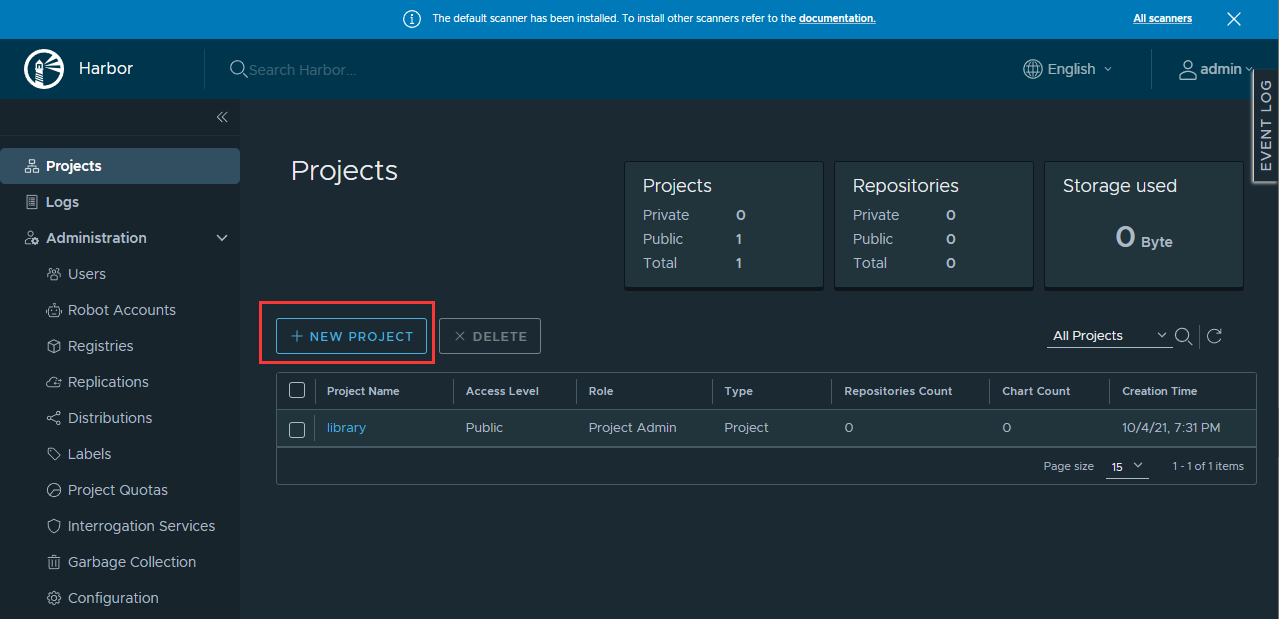 The default scanner has been installed. To install other scanners refer to the documentation.
All scanners
Harbor
Search Harbor...
English
admin
EVENT LOG
Projects
Logs
Administration
Users
Robot Accounts
Registries
Replications
Distributions
Labels
Project Quotas
Interrogation Services
Garbage Collection
Configuration
Projects
Projects
Private 0
Public 1
Total 1
Repositories
Private 0
Public 0
Total 0
Storage used
0 Byte
NEW PROJECT
DELETE
All Projects
Project Name Access Level Role Type Repositories Count Chart Count Creation Time
library Public Project Admin Project 0 0 10/4/21, 7:31 PM
Page size 15 1 - 1 of 1 items